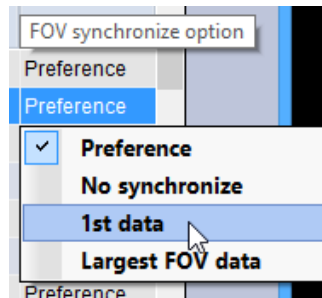 FOV synchronize option
Preference
Preference
Preference
No synchronize
1st data
Largest FOV data
Preference